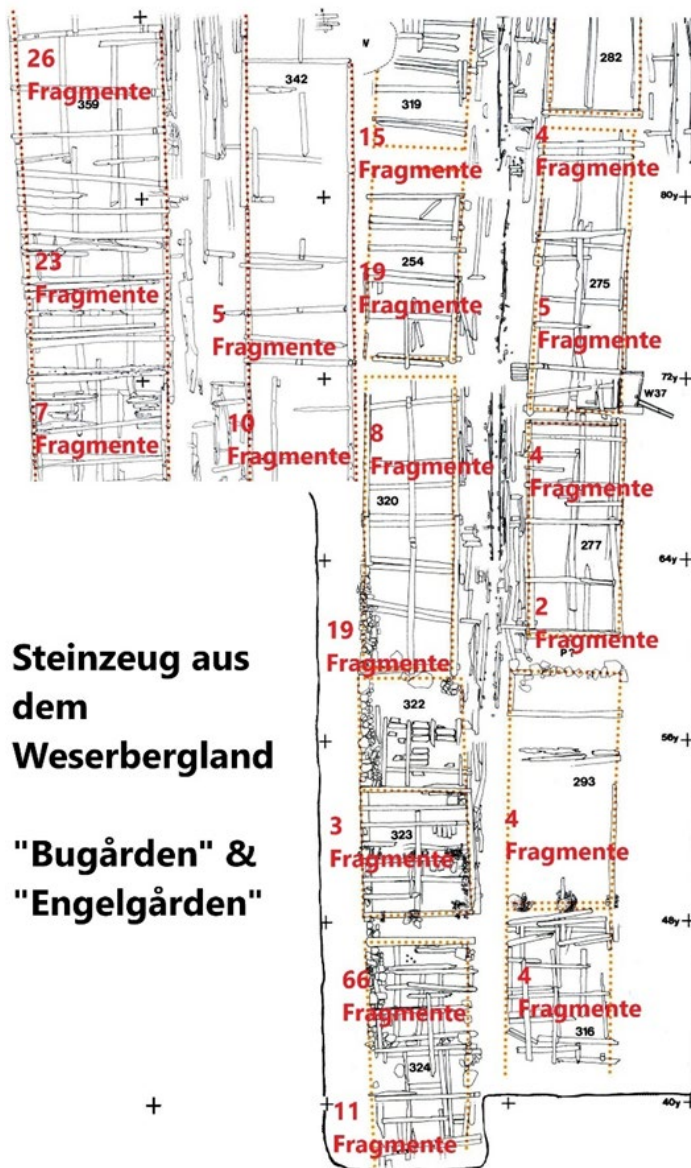 26
Fragmente
359
342
W
319
282
15
Fragmente
4
Fragmente
80y
23
Fragmente
254
19
Fragmente
275
5
Fragmente
5
Fragmente
72y
W37
7
Fragmente
10
Fragmente
8
Fragmente
4
Fragmente
320
277
64y
19
Fragmente
2
Fragmente
P?
Steinzeug aus
dem
Weserbergland
"Bugården" &
"Engelgården"
322
56y
293
3
Fragmente
323
4
Fragmente
48y
66
Fragmente
4
Fragmente
316
324
11
Fragmente
40y